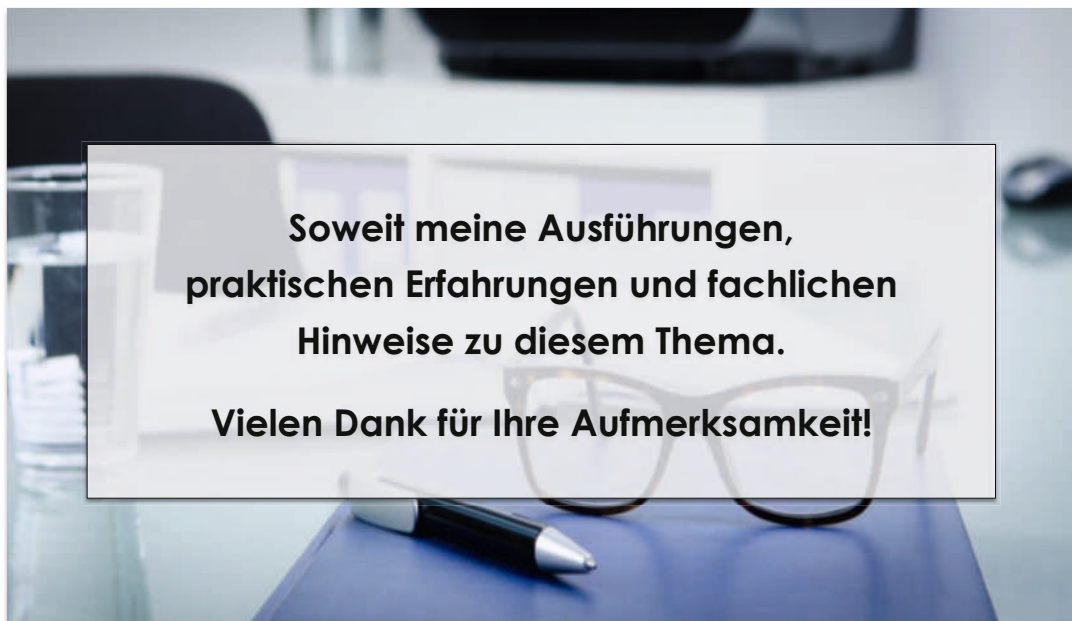 Soweit meine Ausführungen,
praktischen Erfahrungen und fachlichen
Hinweise zu diesem Thema.
Vielen Dank für Ihre Aufmerksamkeit!